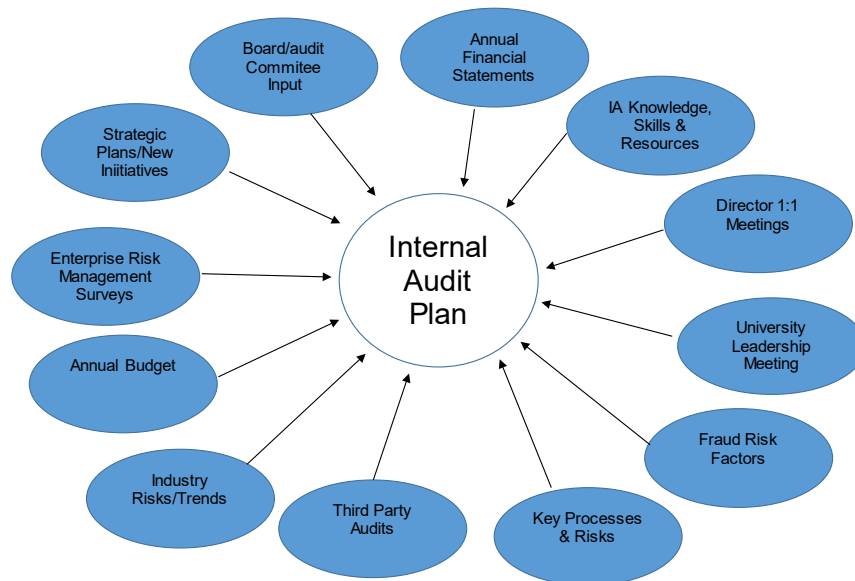 Board/audit
Commitee
Input
Annual
Financial
Statements
IA Knowledge,
Skills &
Resources
Strategic
Plans/New
Iniitiatives
Director 1:1
Meetings
Internal
Audit
Plan
Enterprise Risk
Management
Surveys
University
Leadership
Meeting
Annual Budget
Fraud Risk
Factors
Industry
Risks/Trends
Third Party
Audits
Key Processes
& Risks